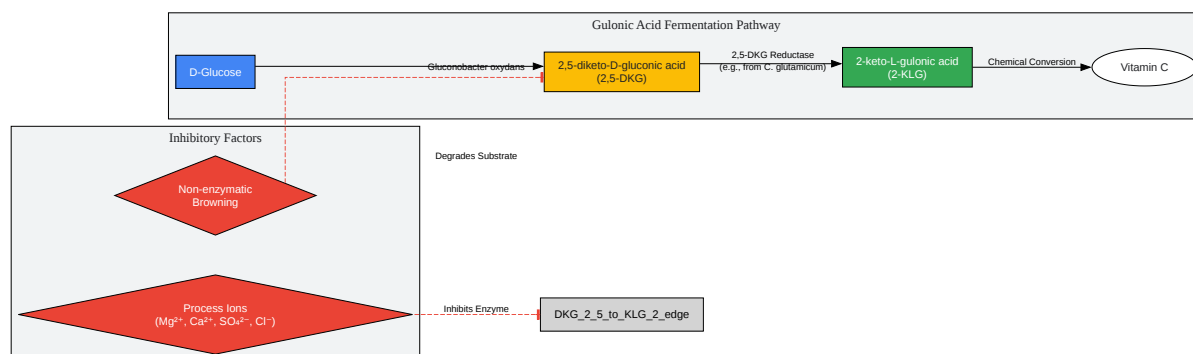 Gulonic Acid Fermentation Pathway
D-Glucose
Gluconobacter oxydans
2,5-diketo-D-gluconic acid
(2,5-DKG)
2,5-DKG Reductase
(e.g., from C. glutamicum)
2-keto-L-gulonic acid
(2-KLG)
Chemical Conversion
Vitamin C
Inhibitory Factors
Degrades Substrate
Non-enzymatic
Browning
Process Ions
(Mg²⁺, Ca²⁺, SO₄²⁻, Cl⁻)
Inhibits Enzyme
DKG_2_5_to_KLG_2_edge